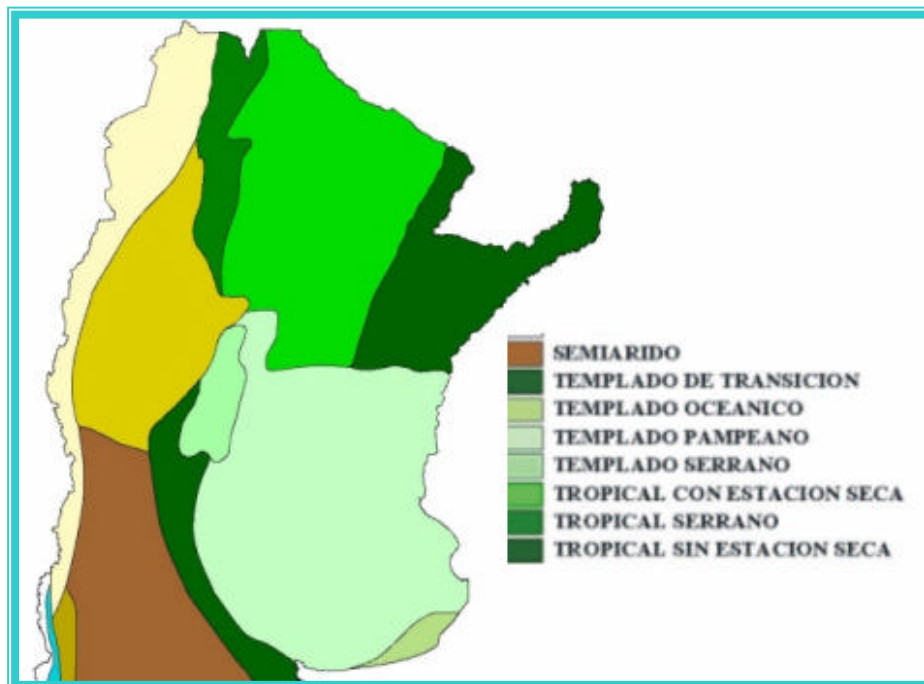 SEMIARIDO
TEMPLADO DE TRANSICION
TEMPLADO OCEANICO
TEMPLADO PAMPEANO
TEMPLADO SERRANO
TROPICAL CON ESTACION SECA
TROPICAL SERRANO
TROPICAL SIN ESTACION SECA